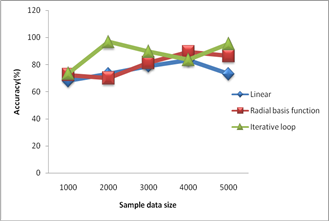 120
100
80
60
40
20
0
Accuracy(%)
1000 2000 3000 4000 5000
Sample data size
Linear
Radial basis function
Iterative loop